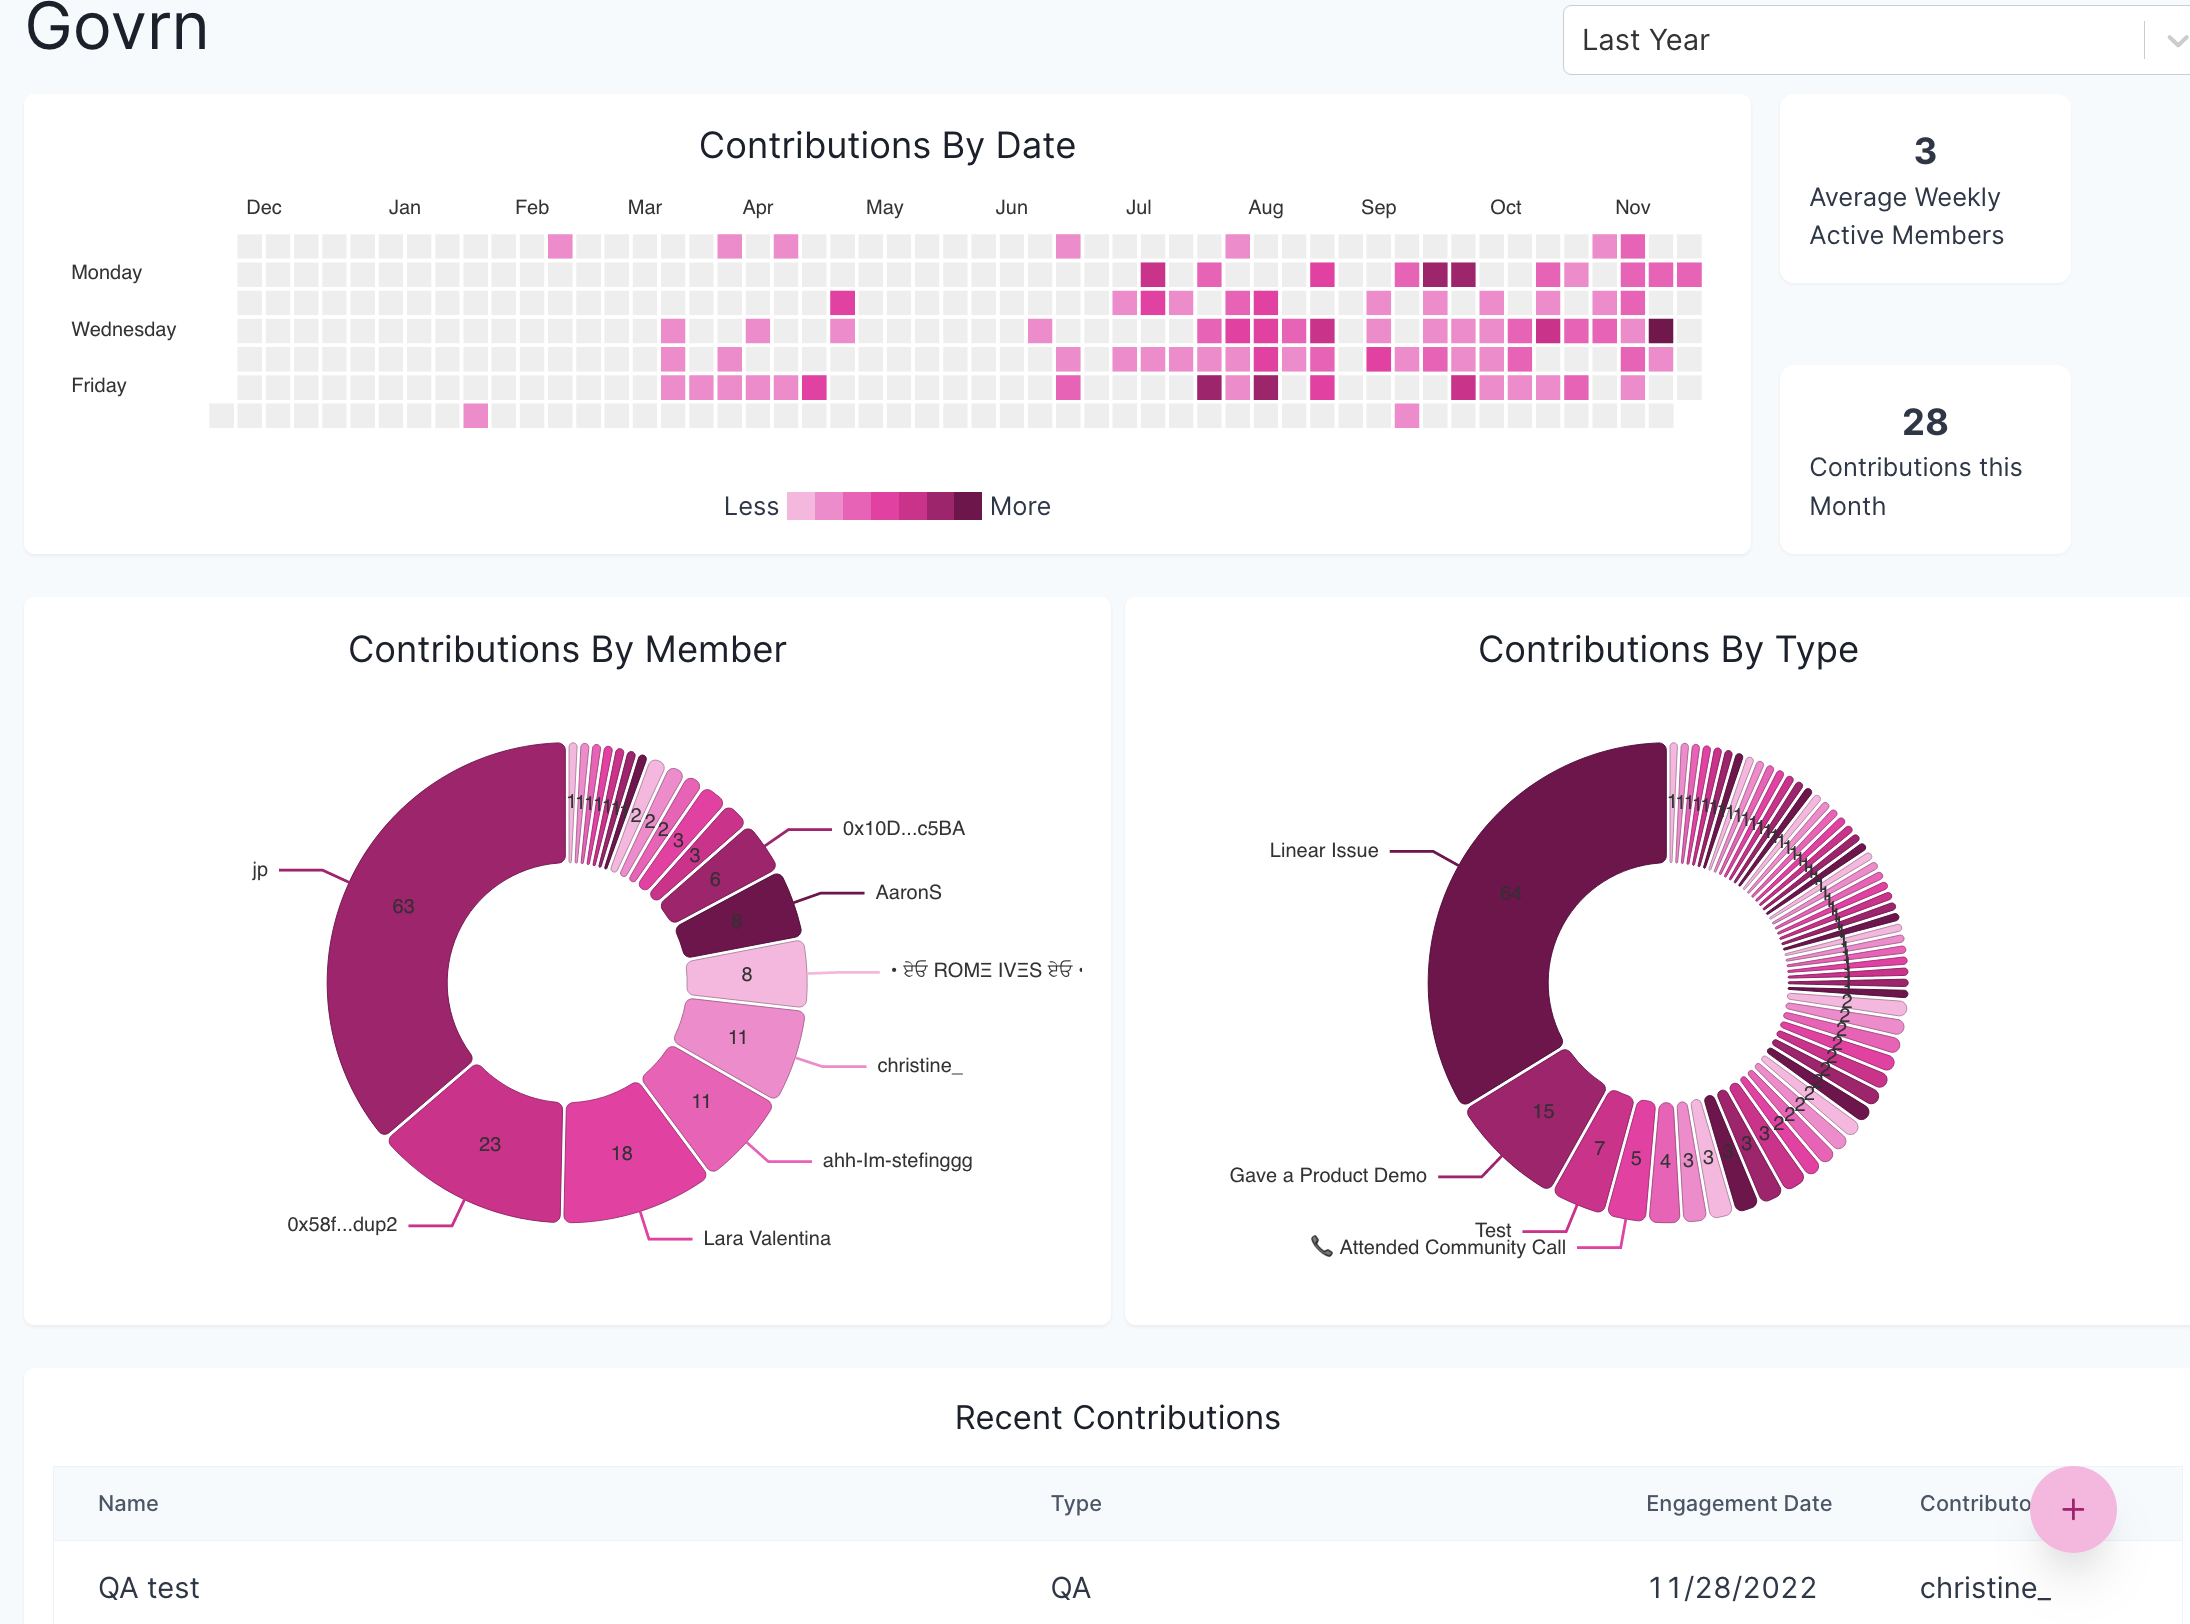 Govrn
Last Year
Contributions By Date
Dec Jan Feb Mar Apr May Jun Jul Aug Sep Oct Nov
Monday
Wednesday
Friday
Less More
3
Average Weekly
Active Members
28
Contributions this
Month
Contributions By Member
1 1 1 1 1 1 1 2 2 2 3 3
0x10D...c5BA
6
AaronS
8
• ਏਓ ROMΞ IVΞS ਏਓ •
8
christine_
11
ahh-Im-stefinggg
11
Lara Valentina
18
0x58f...dup2
23
jp
63
Contributions By Type
Linear Issue
64
Gave a Product Demo
15
Test
7
📞 Attended Community Call
5
4
3
3
3
3
3
Recent Contributions
Name Type Engagement Date Contributo
+
QA test QA 11/28/2022 christine_